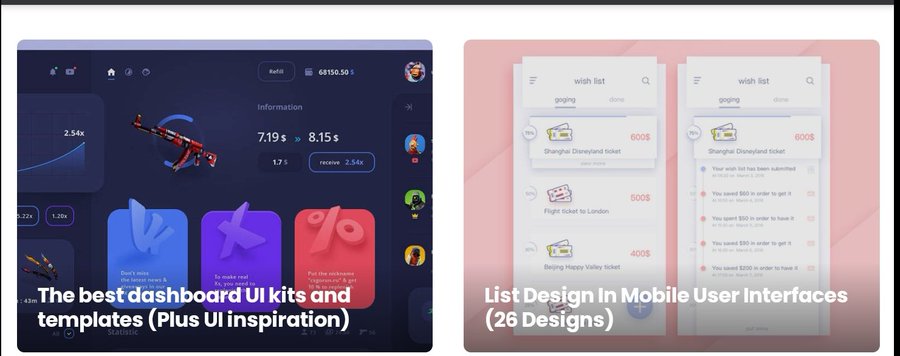 Refill
68150.50 $
Information
2.54x
7.19 $ » 8.15 $
1.7 $
receive 2.54x
5.22x
1.20x
Don't miss
the latest news &
To make real
Xs, you need to
Put the nickname
: 43m
The best dashboard UI kits and
templates (Plus UI inspiration)
Statistic
wish list
goging done
75%
600$
Shanghai Disneyland ticket
view more
50%
500$
Flight ticket to London
400$
Beijing Happy Valley ticket
wish list
goging done
75%
600$
Shanghai Disneyland ticket
Your wish list has been submitted
You saved $60 in order to get it
You spent $50 in order to have it
You saved $90 in order to get it
You saved $200 in order to have it
List Design In Mobile User Interfaces
(26 Designs)